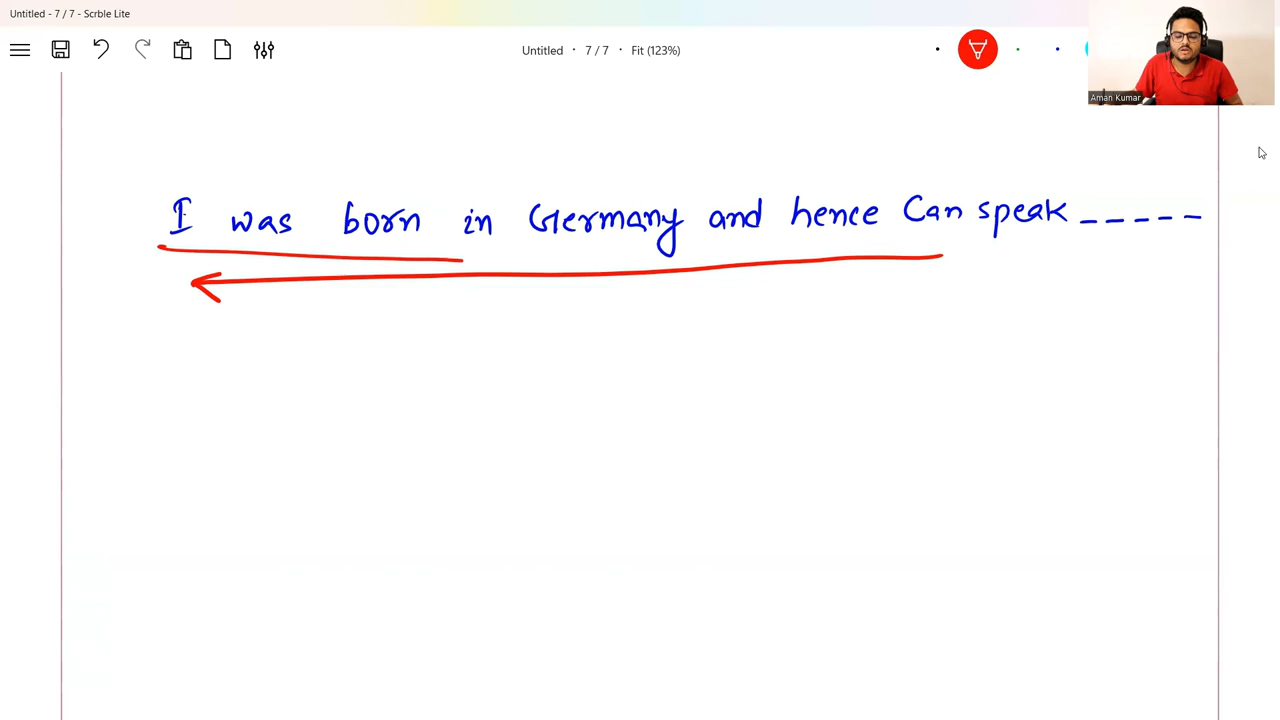 Untitled - 7 / 7 - Scrble Lite
Untitled · 7 / 7 · Fit (123%)
Aman Kumar
I was born in Germany and hence Can speak _ _ _ _ _